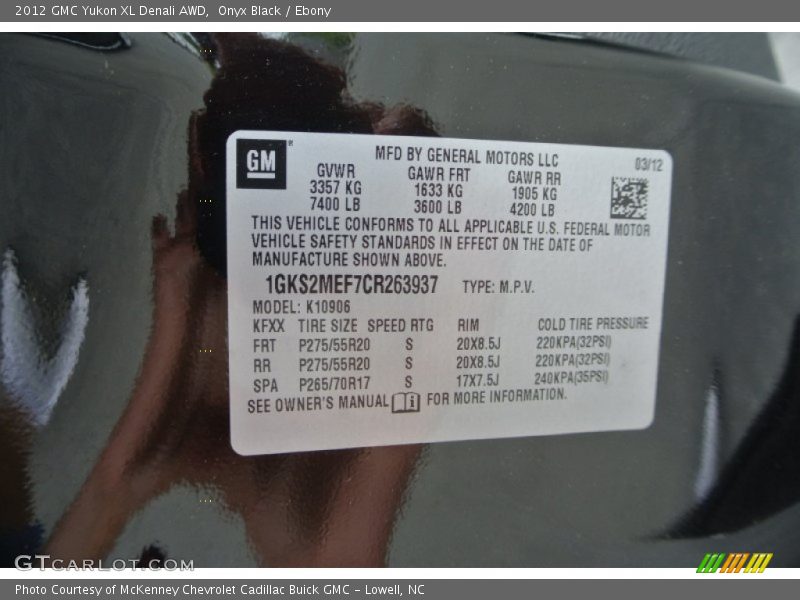 2012 GMC Yukon XL Denali AWD, Onyx Black / Ebony
GM
MFD BY GENERAL MOTORS LLC
03/12
GVWR GAWR FRT GAWR RR
3357 KG 1633 KG 1905 KG
7400 LB 3600 LB 4200 LB
THIS VEHICLE CONFORMS TO ALL APPLICABLE U.S. FEDERAL MOTOR
VEHICLE SAFETY STANDARDS IN EFFECT ON THE DATE OF
MANUFACTURE SHOWN ABOVE.
1GKS2MEF7CR263937 TYPE: M.P.V.
MODEL: K10906
KFXX TIRE SIZE SPEED RTG RIM COLD TIRE PRESSURE
FRT P275/55R20 S 20X8.5J 220KPA(32PSI)
RR P275/55R20 S 20X8.5J 220KPA(32PSI)
SPA P265/70R17 S 17X7.5J 240KPA(35PSI)
SEE OWNER'S MANUAL FOR MORE INFORMATION.
GTCARLOT.COM
Photo Courtesy of McKenney Chevrolet Cadillac Buick GMC - Lowell, NC